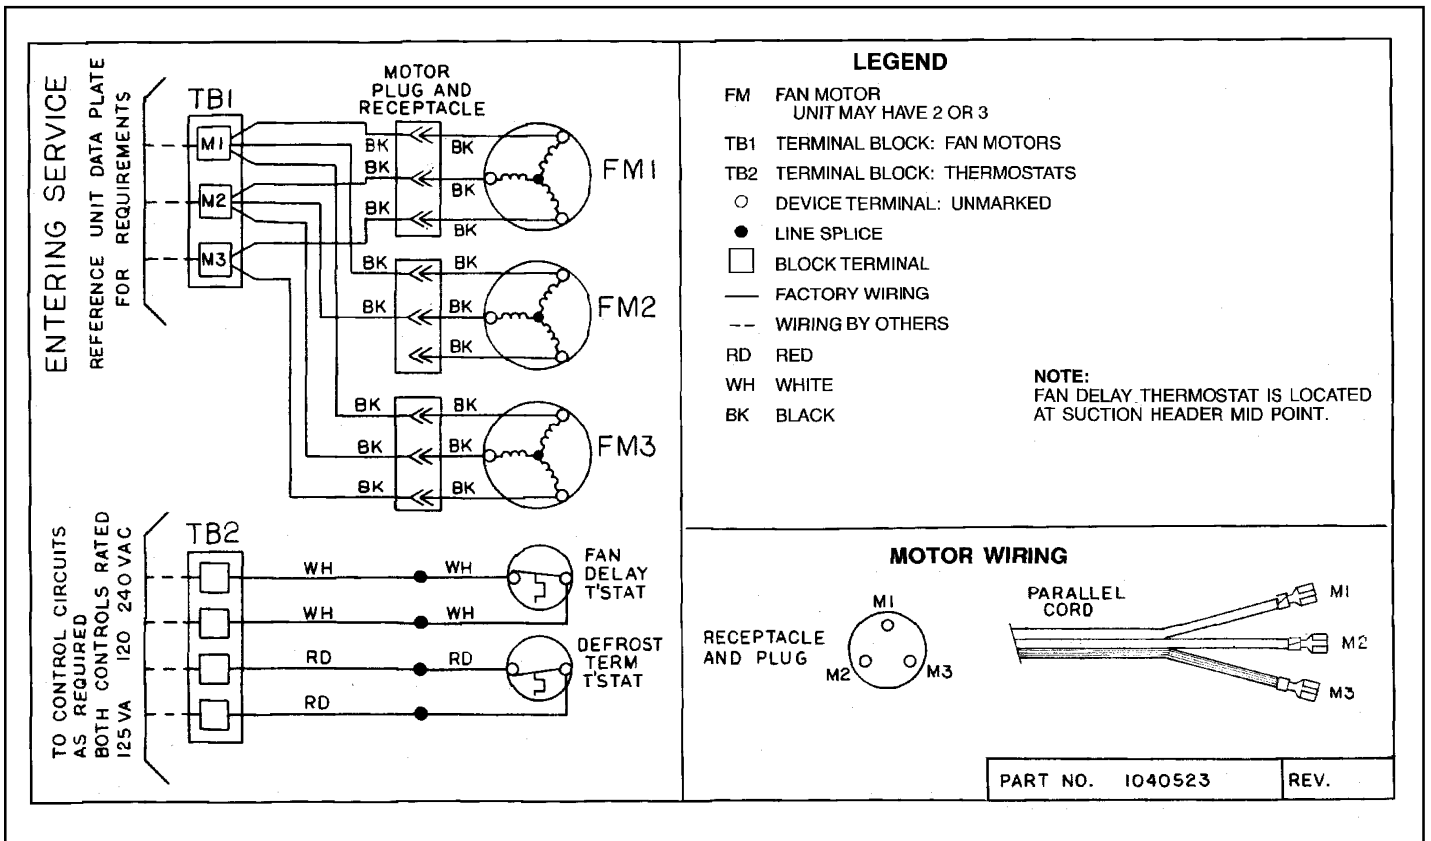 ENTERING SERVICE
REFERENCE UNIT DATA PLATE
FOR REQUIREMENTS
TB1
M1
M2
M3
MOTOR
PLUG AND
RECEPTACLE
BK BK
BK BK
BK BK
FM1
BK BK
BK BK
BK
FM2
BK BK
BK BK
BK BK
FM3
TO CONTROL CIRCUITS
AS REQUIRED
BOTH CONTROLS RATED
125VA 120 240VAC
TB2
WH WH
WH WH
RD RD
RD
FAN
DELAY
T'STAT
DEFROST
TERM
T'STAT
LEGEND
FM FAN MOTOR
UNIT MAY HAVE 2 OR 3
TB1 TERMINAL BLOCK: FAN MOTORS
TB2 TERMINAL BLOCK: THERMOSTATS
DEVICE TERMINAL: UNMARKED
LINE SPLICE
BLOCK TERMINAL
FACTORY WIRING
WIRING BY OTHERS
RD RED
WH WHITE
BK BLACK
NOTE:
FAN DELAY THERMOSTAT IS LOCATED
AT SUCTION HEADER MID POINT.
MOTOR WIRING
RECEPTACLE
AND PLUG
M1
M2 M3
PARALLEL
CORD
M1
M2
M3
PART NO. 1040523 REV.